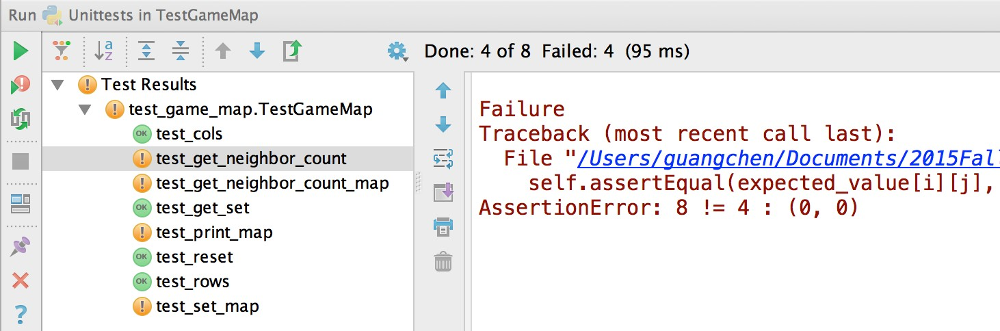 Run Unittests in TestGameMap
Done: 4 of 8 Failed: 4 (95 ms)
Test Results
test_game_map.TestGameMap
OK test_cols
test_get_neighbor_count
test_get_neighbor_count_map
OK test_get_set
test_print_map
OK test_reset
OK test_rows
test_set_map
Failure
Traceback (most recent call last):
File "/Users/guangchen/Documents/2015Fall
self.assertEqual(expected_value[i][j],
AssertionError: 8 != 4 : (0, 0)